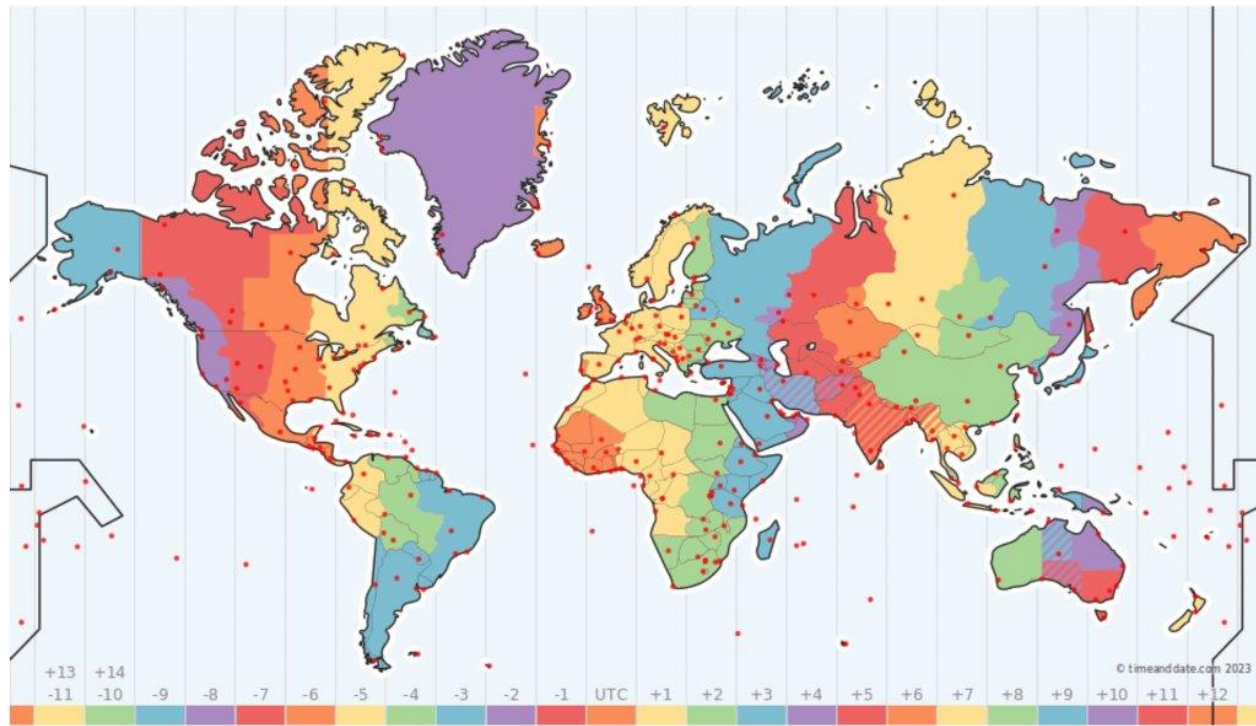 © timeanddate.com 2023
+13 +14
-11 -10 -9 -8 -7 -6 -5 -4 -3 -2 -1 UTC +1 +2 +3 +4 +5 +6 +7 +8 +9 +10 +11 +12